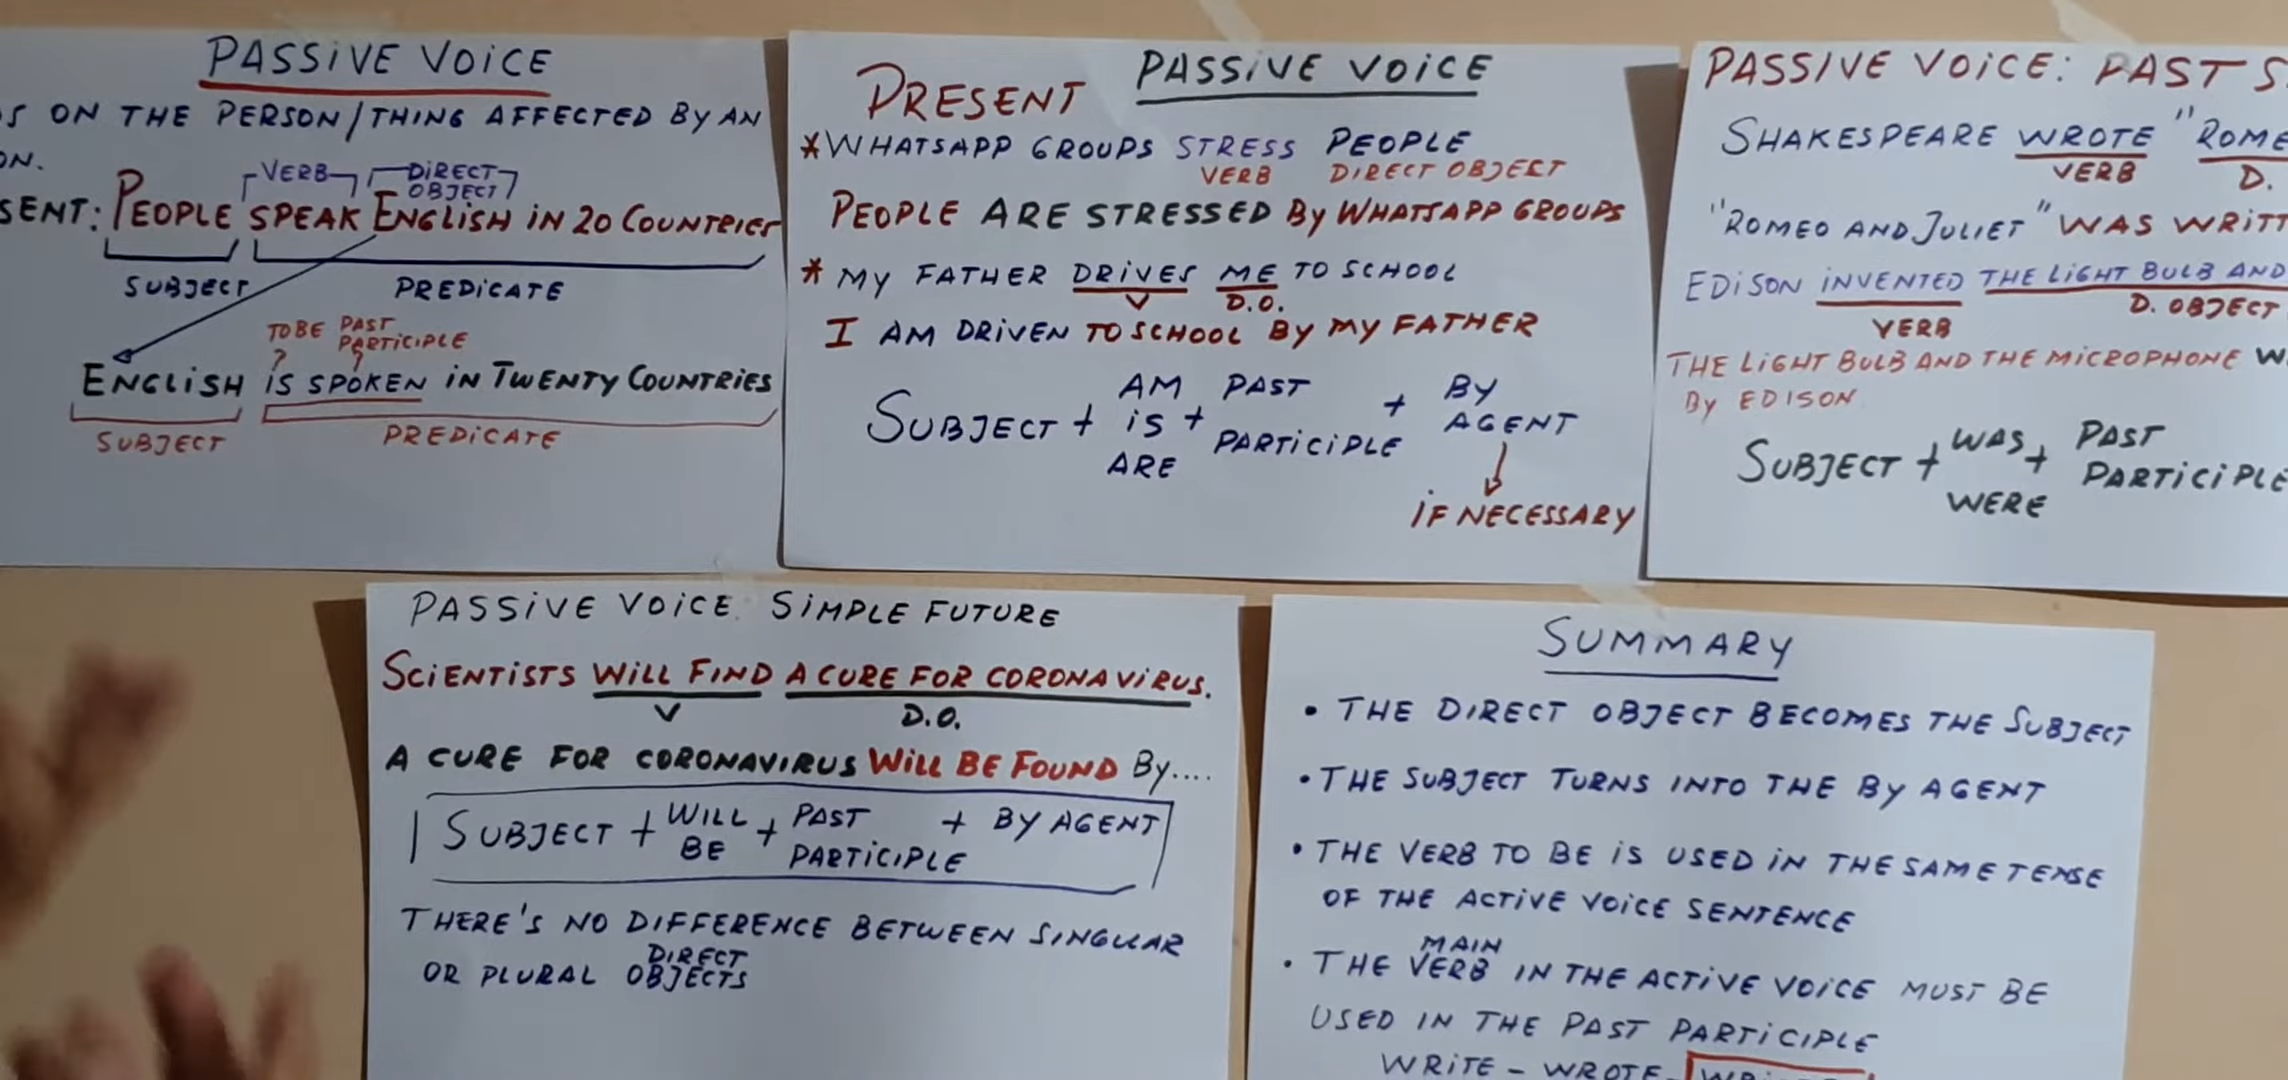 PASSIVE VOICE
ON THE PERSON/THING AFFECTED BY AN
VERB DIRECT OBJECT
PEOPLE SPEAK ENGLISH IN 20 COUNTRIES
SUBJECT PREDICATE
TO BE PAST PARTICIPLE
? ?
ENGLISH IS SPOKEN IN TWENTY COUNTRIES
SUBJECT PREDICATE
PRESENT PASSIVE VOICE
*WHATSAPP GROUPS STRESS PEOPLE
VERB DIRECT OBJECT
PEOPLE ARE STRESSED BY WHATSAPP GROUPS
* MY FATHER DRIVES ME TO SCHOOL
V D.O.
I AM DRIVEN TO SCHOOL BY MY FATHER
SUBJECT + AM IS ARE + PAST PARTICIPLE + BY AGENT
IF NECESSARY
PASSIVE VOICE: PAST S
SHAKESPEARE WROTE "ROME
VERB D.
"ROMEO AND JULIET" WAS WRITT
EDISON INVENTED THE LIGHT BULB AND
VERB D. OBJECT
THE LIGHT BULB AND THE MICROPHONE W
BY EDISON
SUBJECT + WAS WERE + PAST PARTICIPLE
PASSIVE VOICE. SIMPLE FUTURE
SCIENTISTS WILL FIND A CURE FOR CORONAVIRUS.
V D.O.
A CURE FOR CORONAVIRUS WILL BE FOUND BY....
SUBJECT + WILL BE + PAST PARTICIPLE + BY AGENT
THERE'S NO DIFFERENCE BETWEEN SINGULAR
OR PLURAL DIRECT OBJECTS
SUMMARY
• THE DIRECT OBJECT BECOMES THE SUBJECT
• THE SUBJECT TURNS INTO THE BY AGENT
• THE VERB TO BE IS USED IN THE SAME TENSE
OF THE ACTIVE VOICE SENTENCE
• THE MAIN VERB IN THE ACTIVE VOICE MUST BE
USED IN THE PAST PARTICIPLE
WRITE - WROTE -